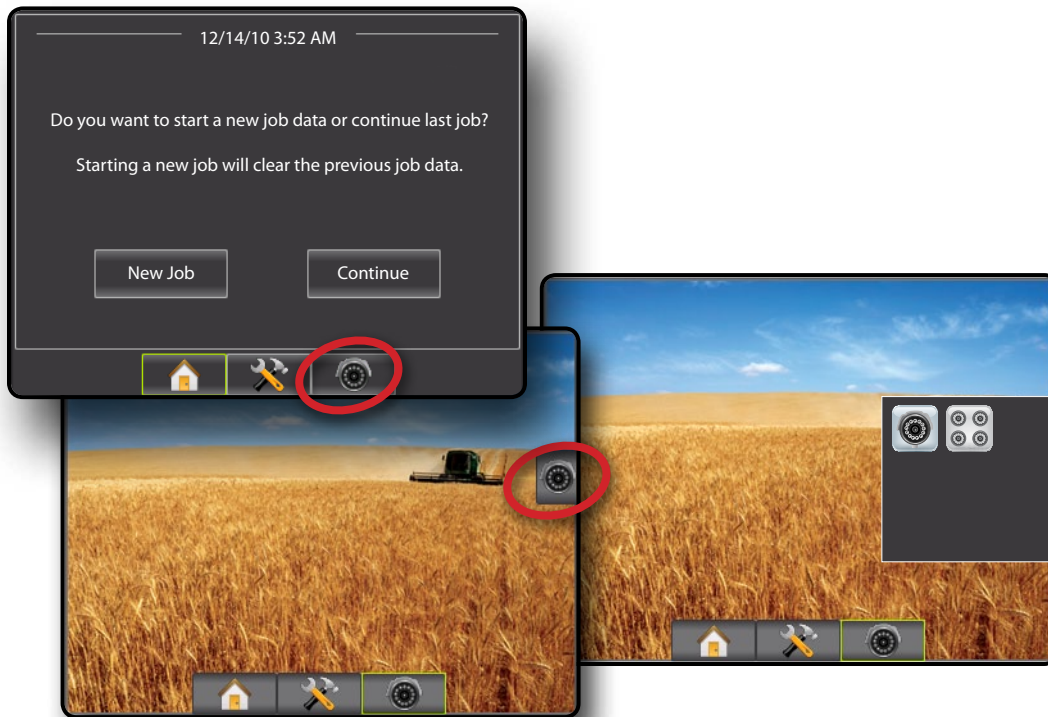 12/14/10 3:52 AM
Do you want to start a new job data or continue last job?
Starting a new job will clear the previous job data.
New Job
Continue